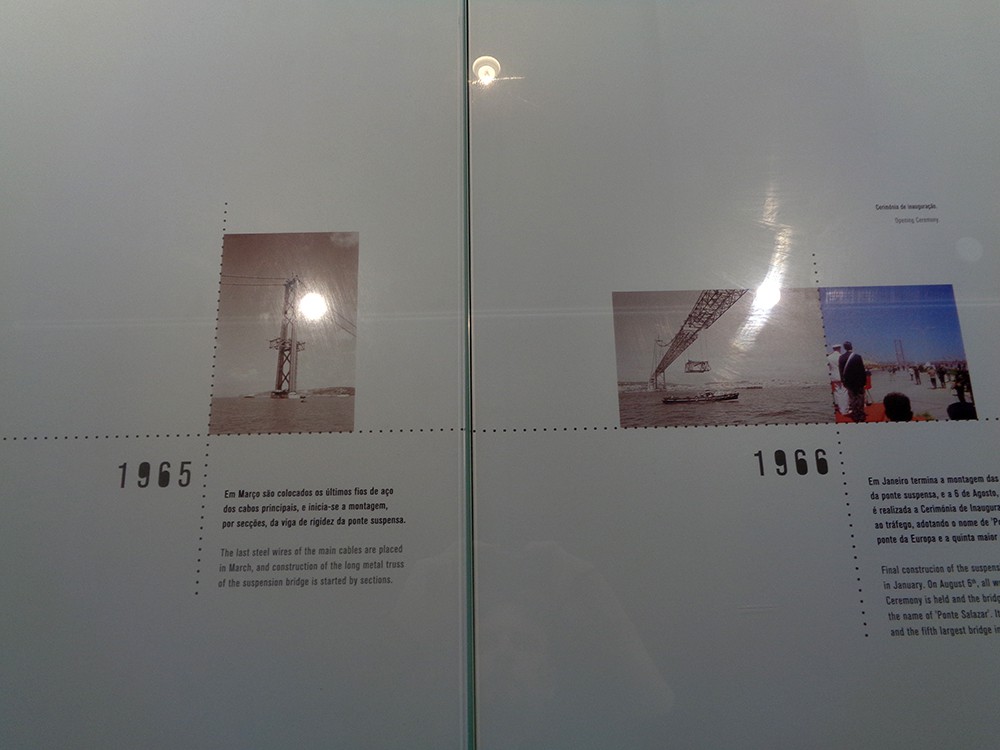 1965
Em Março são colocados os últimos fios de aço
dos cabos principais, e inicia-se a montagem,
por secções, da viga de rigidez da ponte suspensa.
The last steel wires of the main cables are placed
in March, and construction of the long metal truss
of the suspension bridge is started by sections.
Cerimónia de inauguração.
Opening Ceremony
1966
Em Janeiro termina a montagem das
da ponte suspensa, e a 6 de Agosto,
é realizada a Cerimónia de Inaugura
ao tráfego, adotando o nome de 'P
ponte da Europa e a quinta maior
Final construcion of the suspens
in January. On August 6th, all w
Ceremony is held and the bridg
the name of 'Ponte Salazar'. It
and the fifth largest bridge in